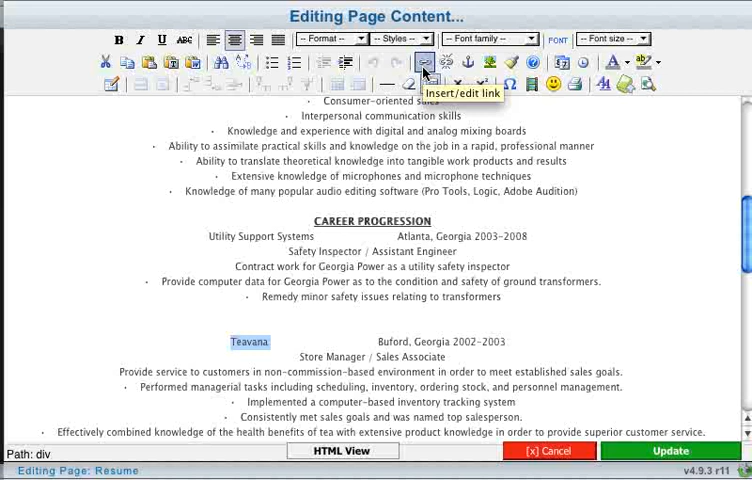 Editing Page Content...
B I U ABC -- Format -- -- Styles -- -- Font family -- FONT -- Font size --
Insert/edit link
Consumer-oriented sales
Interpersonal communication skills
Knowledge and experience with digital and analog mixing boards
Ability to assimilate practical skills and knowledge on the job in a rapid, professional manner
Ability to translate theoretical knowledge into tangible work products and results
Extensive knowledge of microphones and microphone techniques
Knowledge of many popular audio editing software (Pro Tools, Logic, Adobe Audition)
CAREER PROGRESSION
Utility Support Systems Atlanta, Georgia 2003-2008
Safety Inspector / Assistant Engineer
Contract work for Georgia Power as a utility safety inspector
Provide computer data for Georgia Power as to the condition and safety of ground transformers.
Remedy minor safety issues relating to transformers
Teavana Buford, Georgia 2002-2003
Store Manager / Sales Associate
Provide service to customers in non-commission-based environment in order to meet established sales goals.
Performed managerial tasks including scheduling, inventory, ordering stock, and personnel management.
Implemented a computer-based inventory tracking system
Consistently met sales goals and was named top salesperson.
Effectively combined knowledge of the health benefits of tea with extensive product knowledge in order to provide superior customer service.
Path: div HTML View [x] Cancel Update
Editing Page: Resume v4.9.3 r11